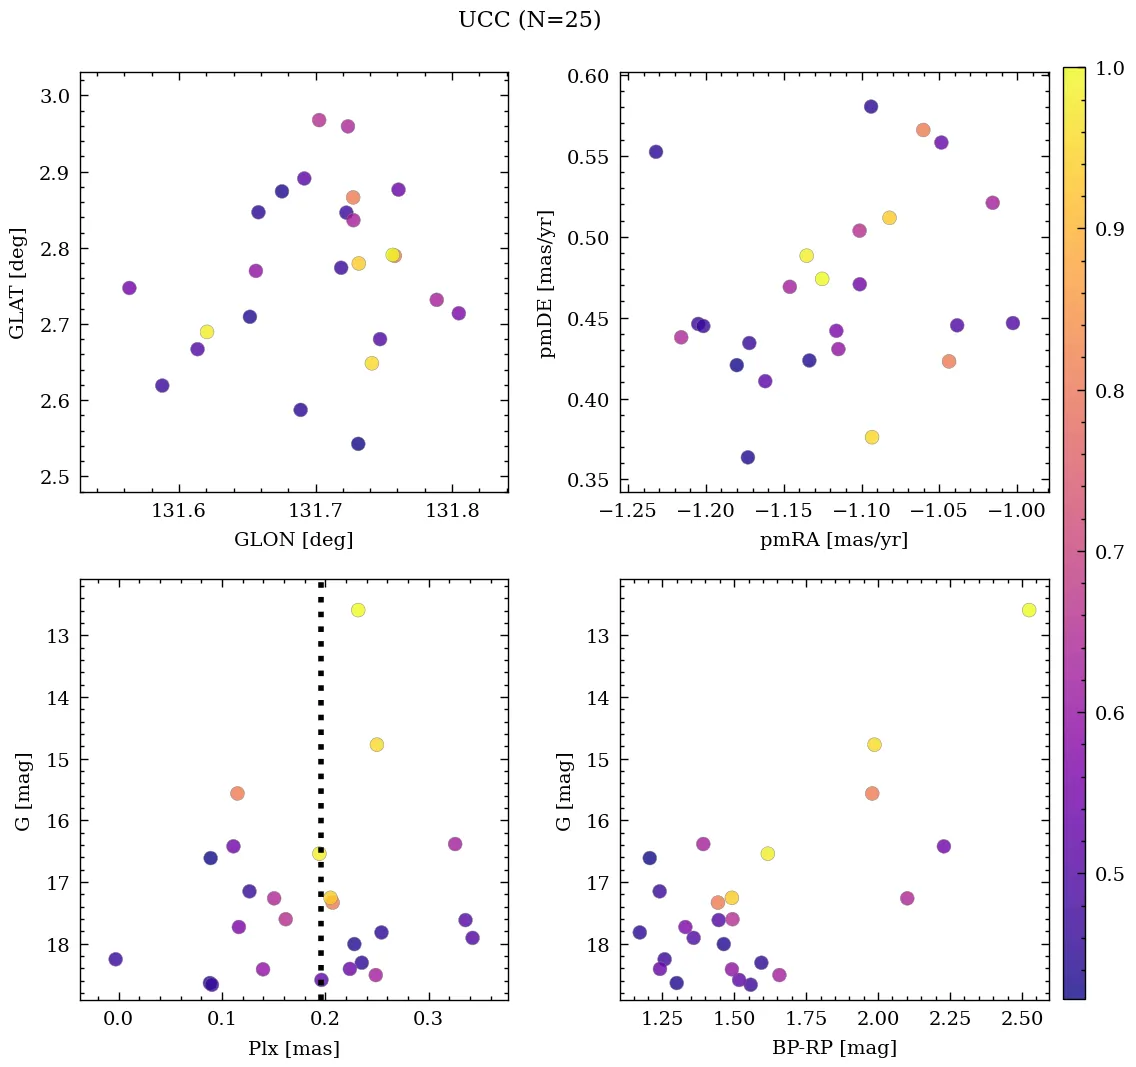 UCC (N=25)
3.0
2.9
2.8
2.7
2.6
2.5
GLAT [deg]
131.6 131.7 131.8
GLON [deg]
0.60
0.55
0.50
0.45
0.40
0.35
pmDE [mas/yr]
−1.25 −1.20 −1.15 −1.10 −1.05 −1.00
pmRA [mas/yr]
13
14
15
16
17
18
G [mag]
0.0 0.1 0.2 0.3
Plx [mas]
13
14
15
16
17
18
G [mag]
1.25 1.50 1.75 2.00 2.25 2.50
BP-RP [mag]
1.0
0.9
0.8
0.7
0.6
0.5